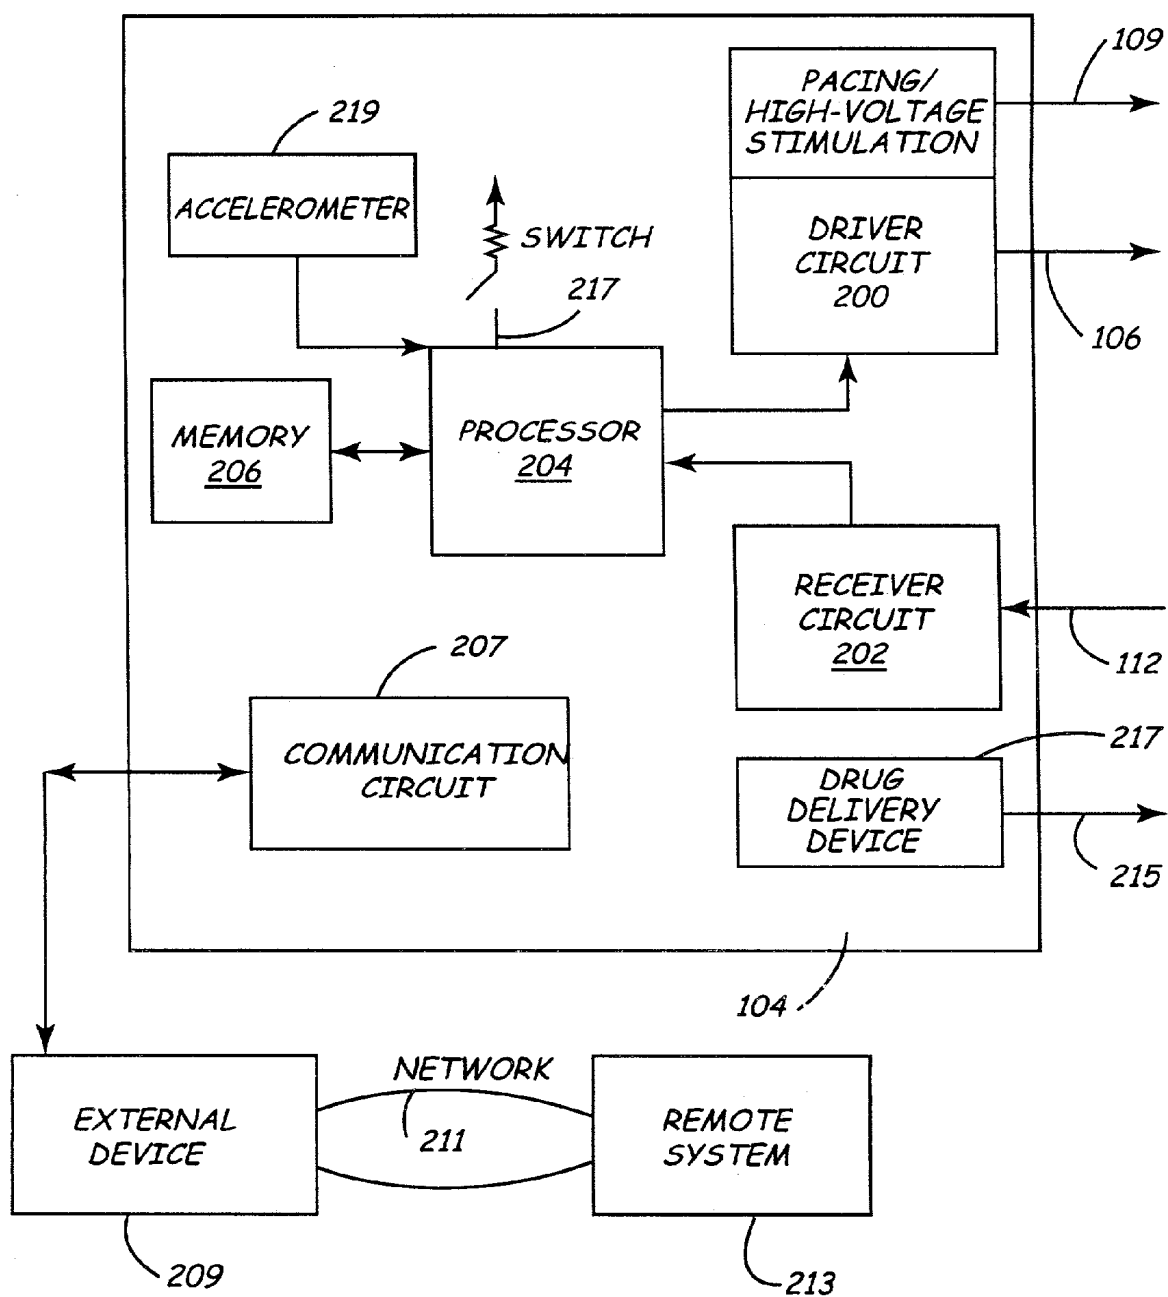 109
PACING/
HIGH-VOLTAGE
STIMULATION
219
ACCELEROMETER
SWITCH
DRIVER
CIRCUIT
200
217
106
MEMORY
206
PROCESSOR
204
RECEIVER
CIRCUIT
202
112
207
COMMUNICATION
CIRCUIT
217
DRUG
DELIVERY
DEVICE
215
104
NETWORK
211
EXTERNAL
DEVICE
REMOTE
SYSTEM
209
213